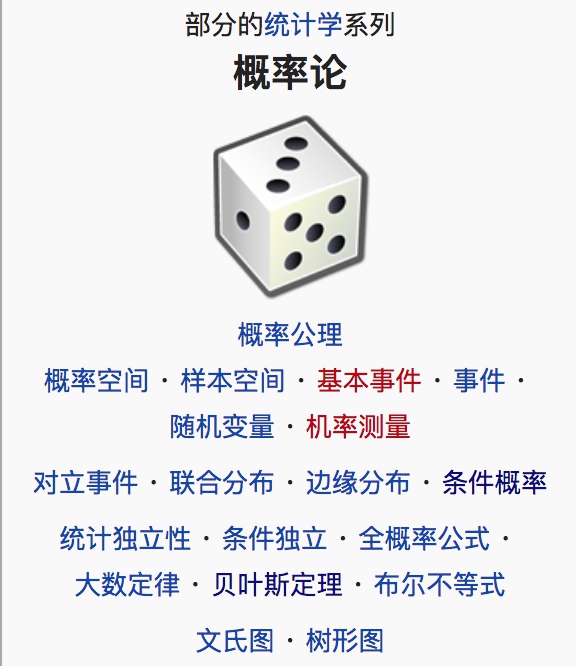 部分的统计学系列
概率论
概率公理
概率空间 · 样本空间 · 基本事件 · 事件 ·
随机变量 · 机率测量
对立事件 · 联合分布 · 边缘分布 · 条件概率
统计独立性 · 条件独立 · 全概率公式 ·
大数定律 · 贝叶斯定理 · 布尔不等式
文氏图 · 树形图